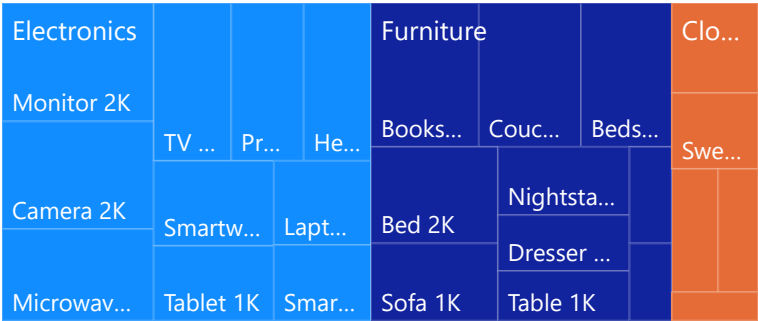 Electronics
Monitor 2K
Camera 2K
Microwav...
TV ...
Pr...
He...
Smartw...
Lapt...
Tablet 1K
Smar...
Furniture
Books...
Couc...
Beds...
Bed 2K
Nightsta...
Dresser ...
Sofa 1K
Table 1K
Clo...
Swe...